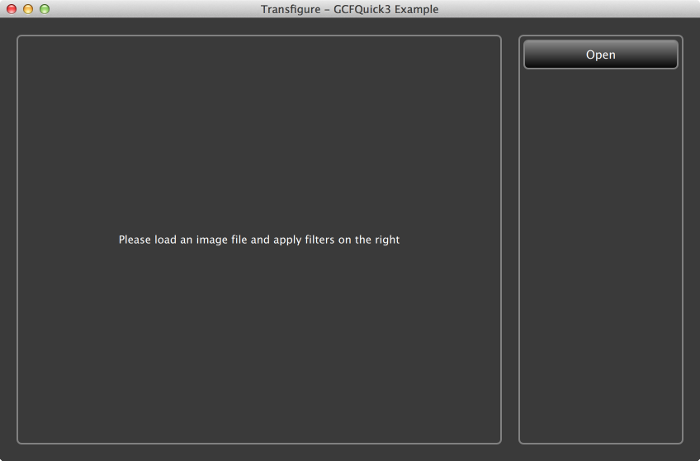 Transfigure – GCFQuick3 Example
Open
Please load an image file and apply filters on the right